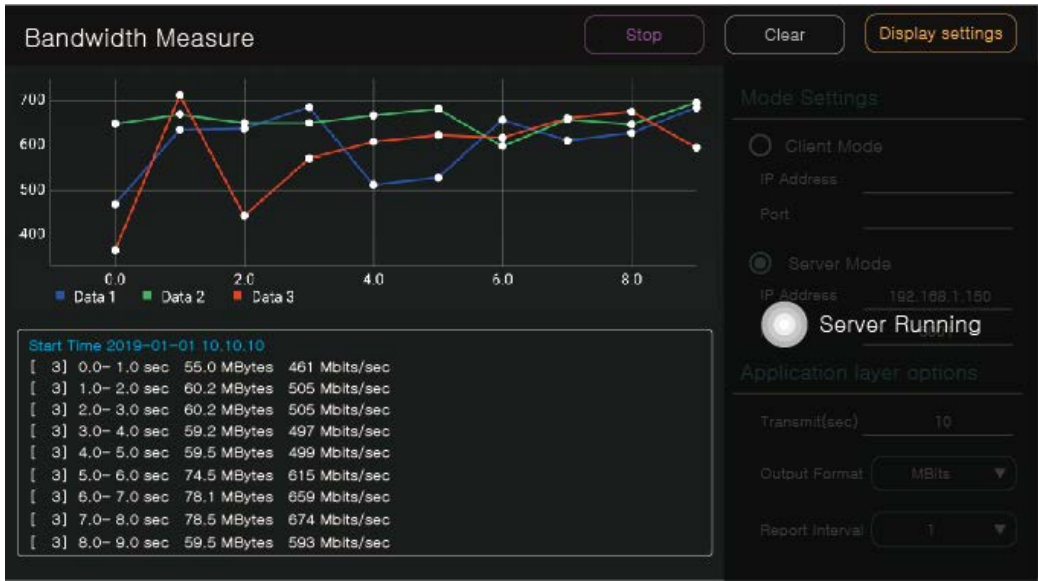 Bandwidth Measure
Stop
Clear
Display settings
700
600
500
400
0.0 2.0 4.0 6.0 8.0
Data 1 Data 2 Data 3
Start Time 2019-01-01 10.10.10
[ 3] 0.0- 1.0 sec 55.0 MBytes 461 Mbits/sec
[ 3] 1.0- 2.0 sec 60.2 MBytes 505 Mbits/sec
[ 3] 2.0- 3.0 sec 60.2 MBytes 505 Mbits/sec
[ 3] 3.0- 4.0 sec 59.2 MBytes 497 Mbits/sec
[ 3] 4.0- 5.0 sec 59.5 MBytes 499 Mbits/sec
[ 3] 5.0- 6.0 sec 74.5 MBytes 615 Mbits/sec
[ 3] 6.0- 7.0 sec 78.1 MBytes 659 Mbits/sec
[ 3] 7.0- 8.0 sec 78.5 MBytes 674 Mbits/sec
[ 3] 8.0- 9.0 sec 59.5 MBytes 593 Mbits/sec
Mode Settings
Client Mode
IP Address
Port
Server Mode
IP Address 192.168.1.150
Server Running
Application layer options
Transmit(sec) 10
Output Format MBits
Report Interval 1